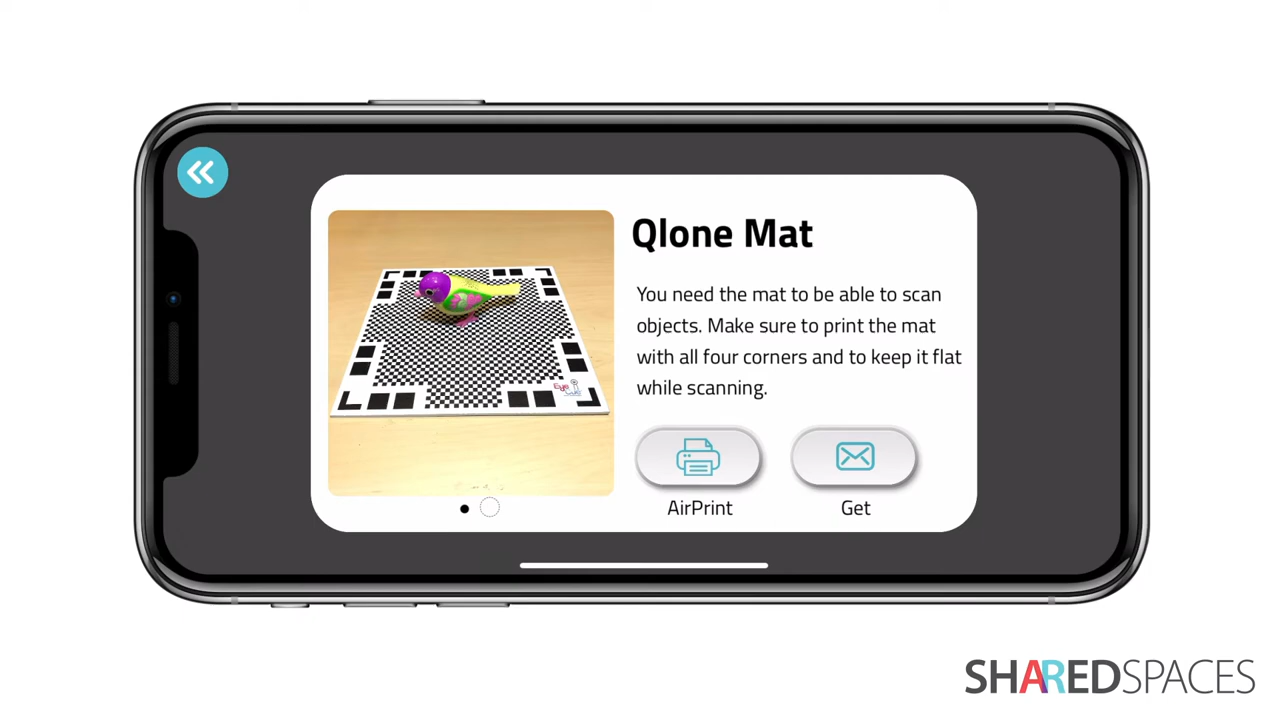 Qlone Mat
You need the mat to be able to scan
objects. Make sure to print the mat
with all four corners and to keep it flat
while scanning.
AirPrint
Get
SHAREDSPACES